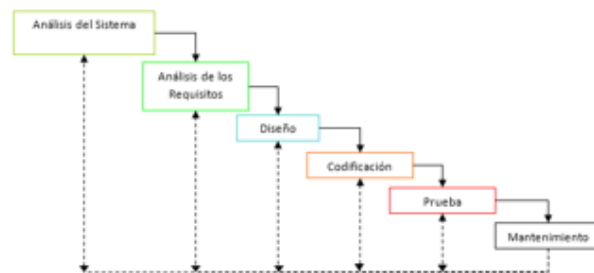 Análisis del Sistema
Análisis de los
Requisitos
Diseño
Codificación
Prueba
Mantenimiento